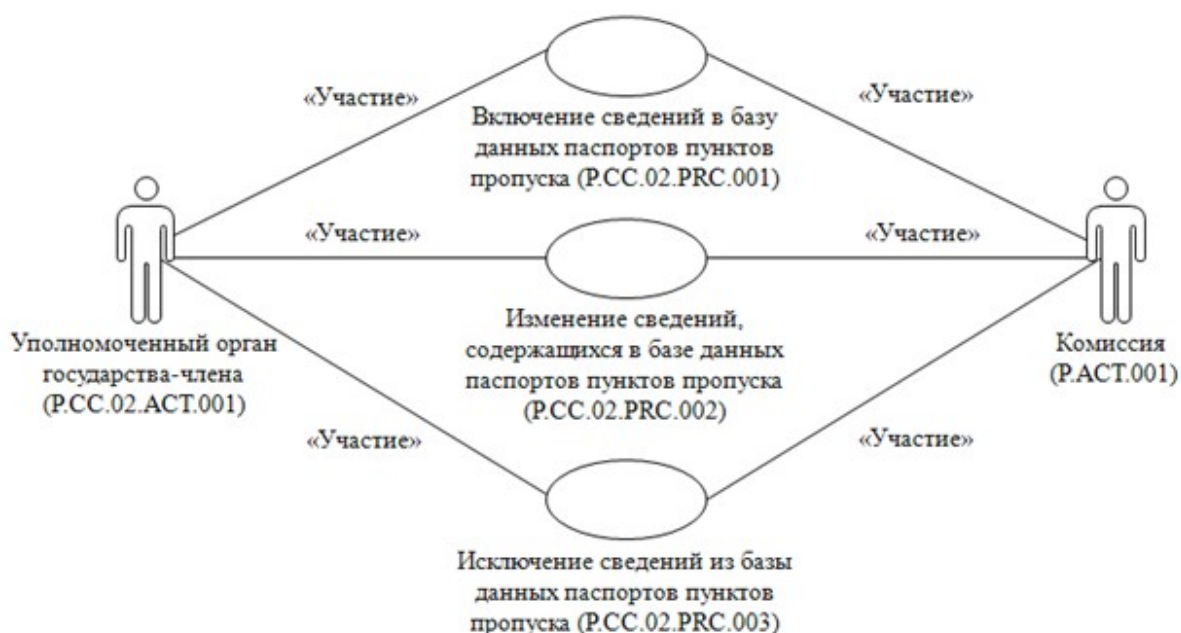 «Участие»
«Участие»
Включение сведений в базу
данных паспортов пунктов
пропуска (P.CC.02.PRC.001)
«Участие»
«Участие»
Уполномоченный орган
государства-члена
(P.CC.02.ACT.001)
Изменение сведений,
содержащихся в базе данных
паспортов пунктов пропуска
(P.CC.02.PRC.002)
Комиссия
(P.ACT.001)
«Участие»
«Участие»
Исключение сведений из базы
данных паспортов пунктов
пропуска (P.CC.02.PRC.003)